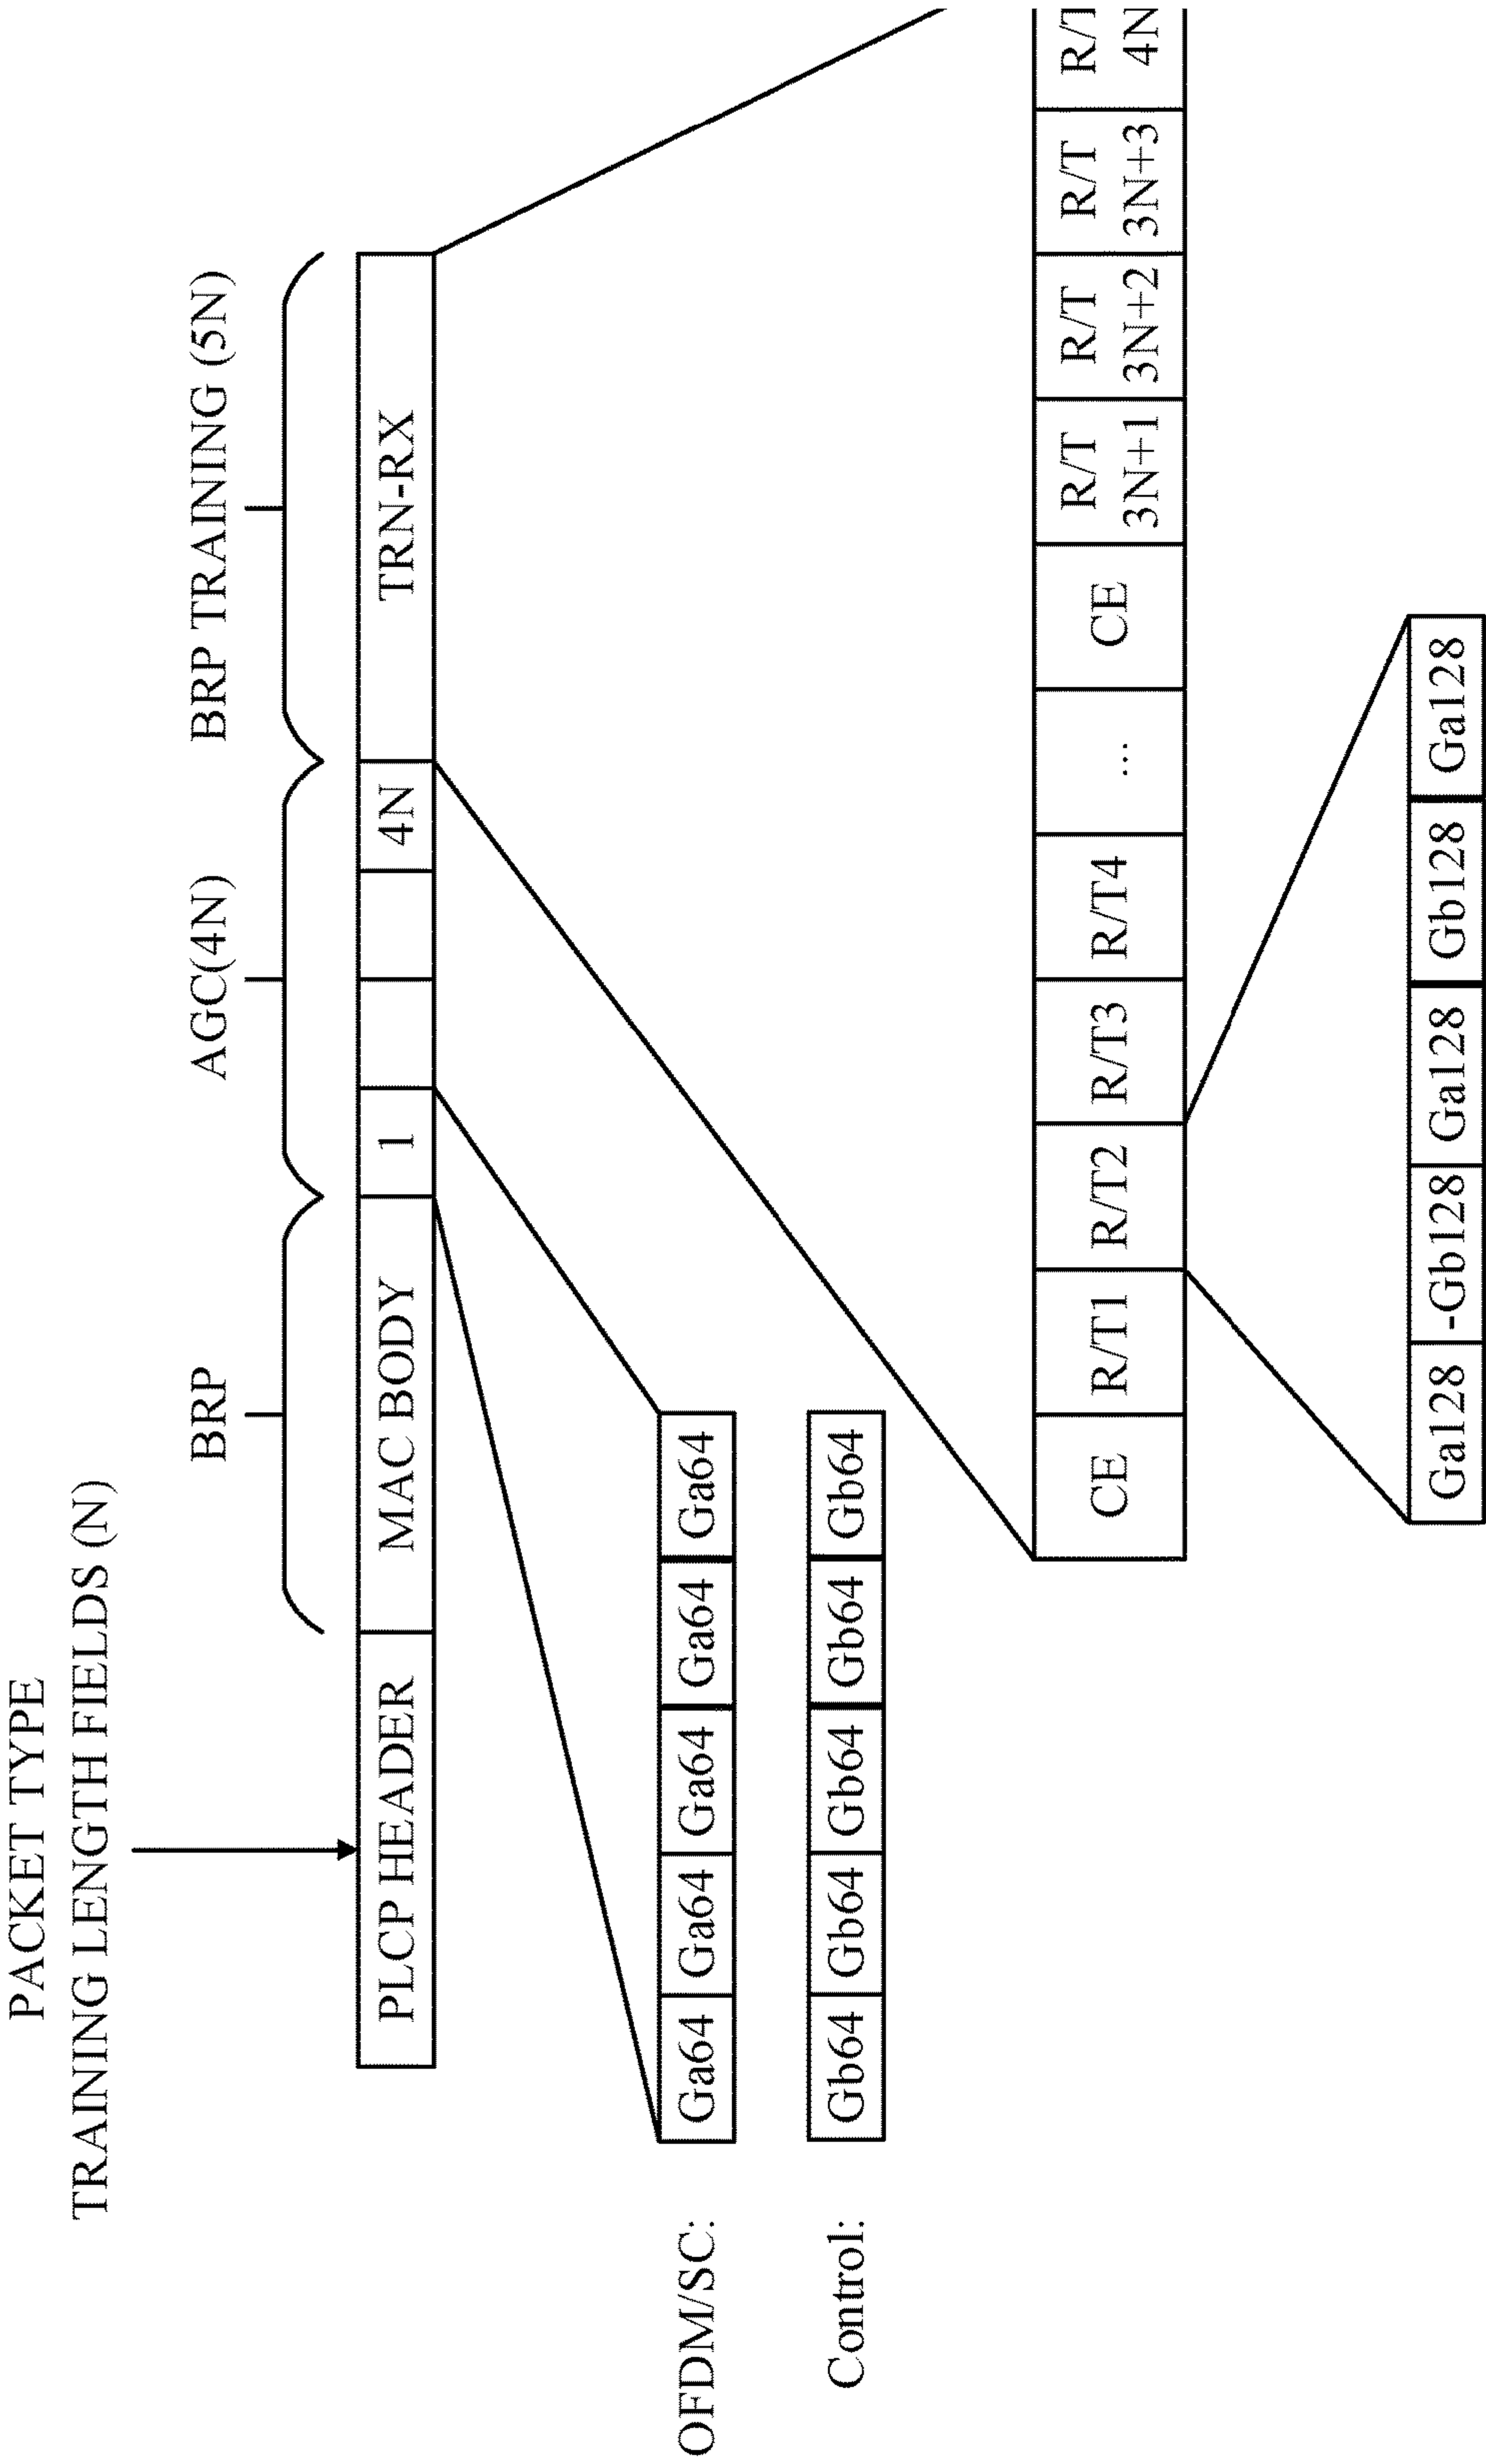 PACKET TYPE
TRAINING LENGTH FIELDS (N)
BRP
AGC(4N)
BRP TRAINING (5N)
PLCP HEADER
MAC BODY
1
4N
TRN-RX
OFDM/SC:
Ga64
Ga64
Ga64
Ga64
Ga64
Control:
Gb64
Gb64
Gb64
Gb64
Gb64
CE
R/T1
R/T2
R/T3
R/T4
...
CE
R/T
3N+1
R/T
3N+2
R/T
3N+3
R/T
4N
Ga128
-Gb128
Ga128
Gb128
Ga128